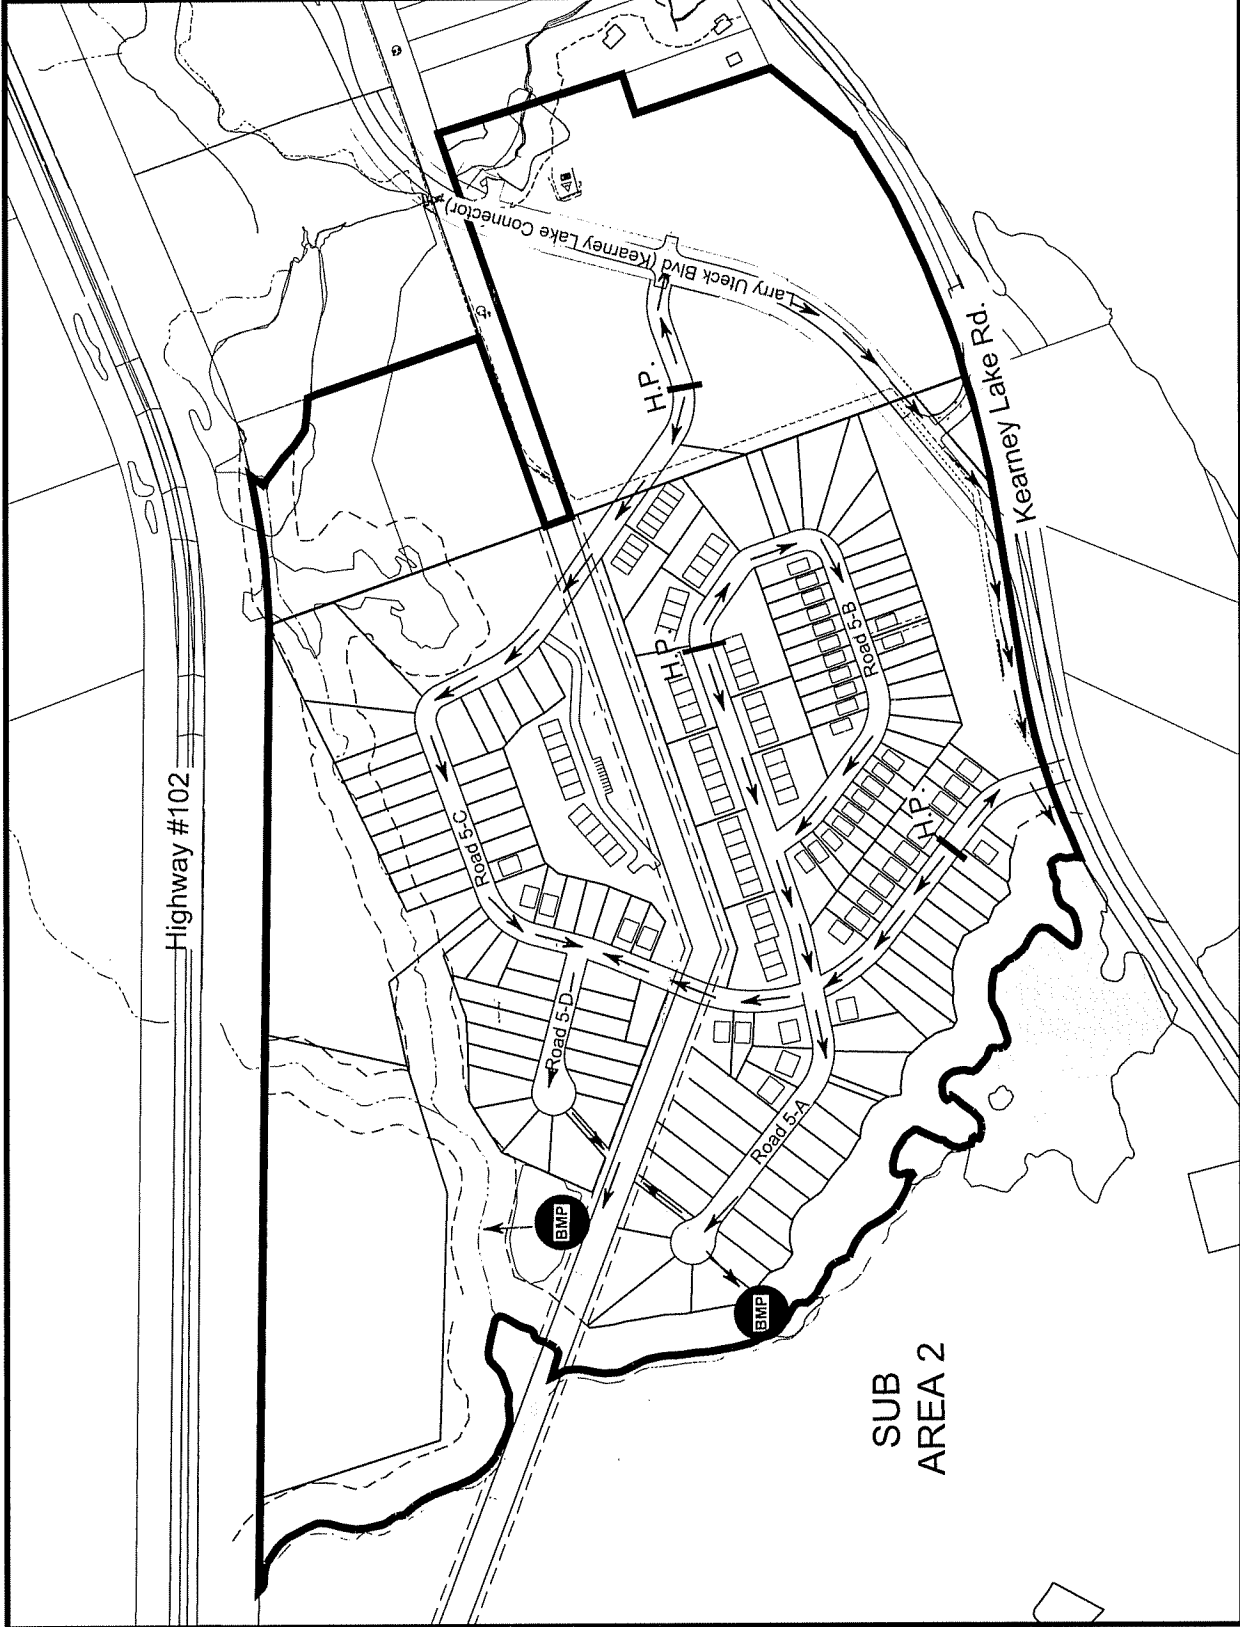 Highway #102
Larry Uteck Blvd (Kearney Lake Connector)
Kearney Lake Rd.
H.P.
H.P.
H.P.
Road 5-B
Road 5-C
Road 5-D
Road 5-A
BMP
BMP
SUB
AREA 2